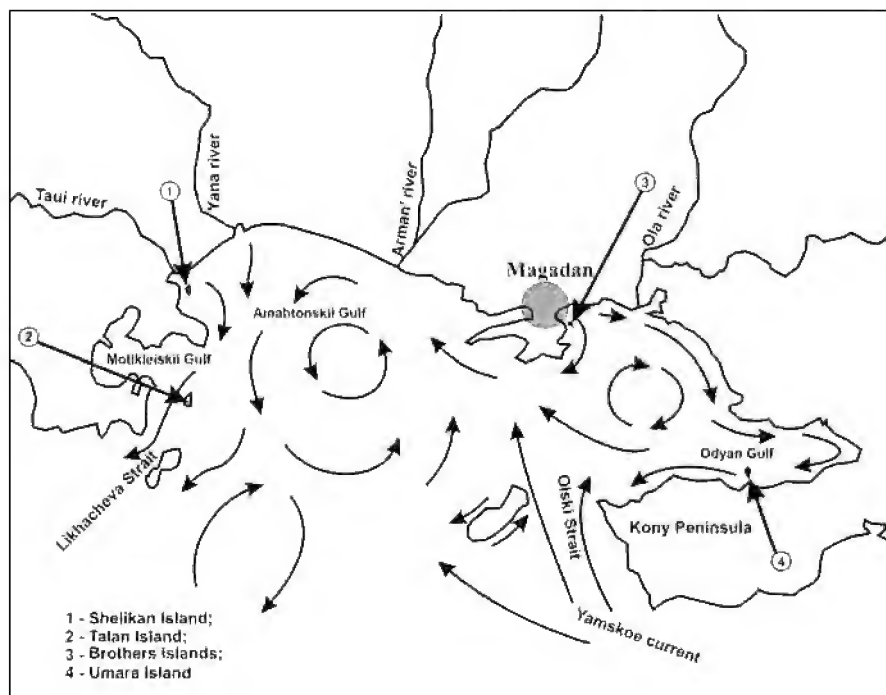 Yana river
Taui river
1
Arman' river
3
Ola river
Magadan
Amahtonskii Gulf
2
Motikleiskii Gulf
Odyan Gulf
Likhacheva Strait
Olski Strait
Kony Peninsula
4
Yamskoe current
1 - Shelikan Island;
2 - Talan Island;
3 - Brothers Islands;
4 - Umara Island